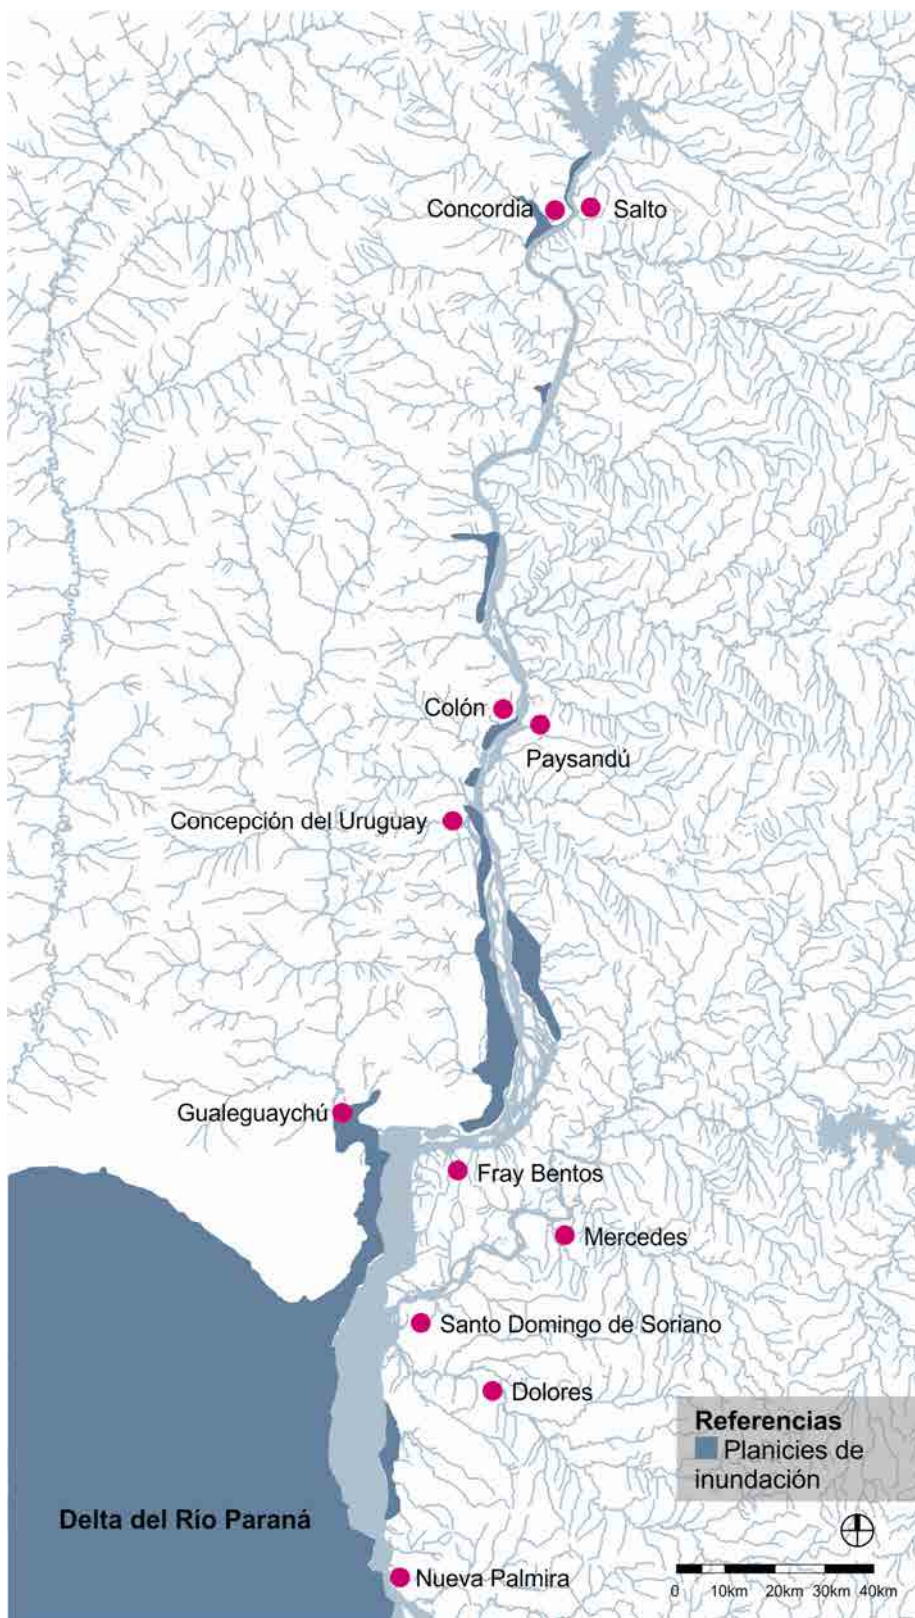 Concordia
Salto
Colón
Paysandú
Concepción del Uruguay
Gualeguaychú
Fray Bentos
Mercedes
Santo Domingo de Soriano
Dolores
Referencias
Planicies de
inundación
Delta del Río Paraná
Nueva Palmira
0 10km 20km 30km 40km